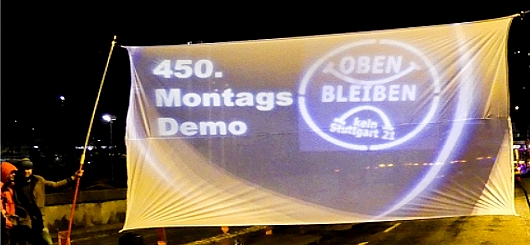 450.
Montags
Demo
OBEN
BLEIBEN
kein
Stuttgart 21